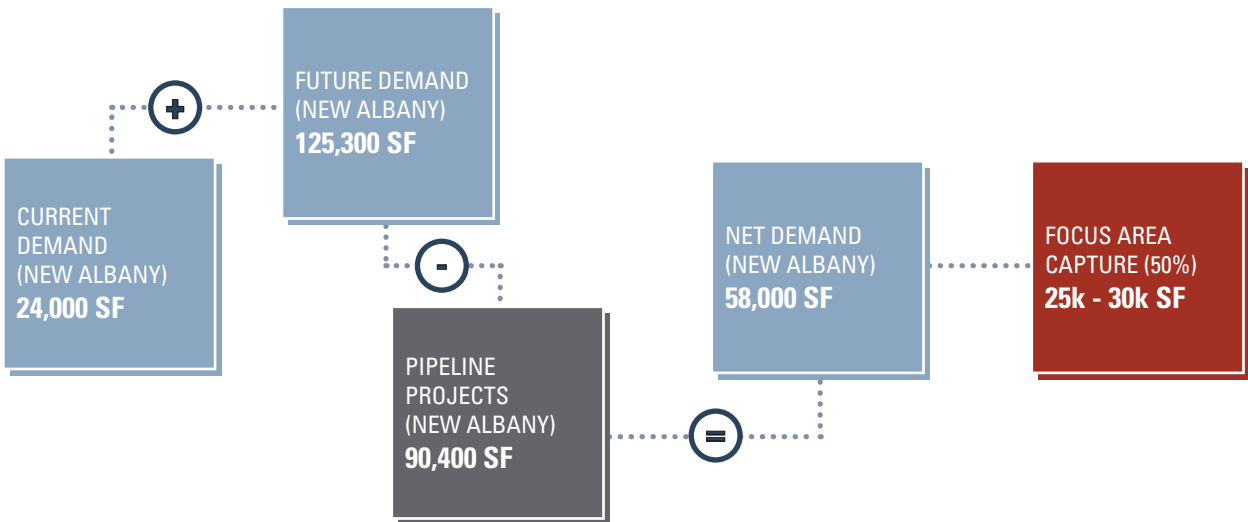 CURRENT
DEMAND
(NEW ALBANY)
24,000 SF
+
FUTURE DEMAND
(NEW ALBANY)
125,300 SF
-
PIPELINE
PROJECTS
(NEW ALBANY)
90,400 SF
=
NET DEMAND
(NEW ALBANY)
58,000 SF
FOCUS AREA
CAPTURE (50%)
25k - 30k SF